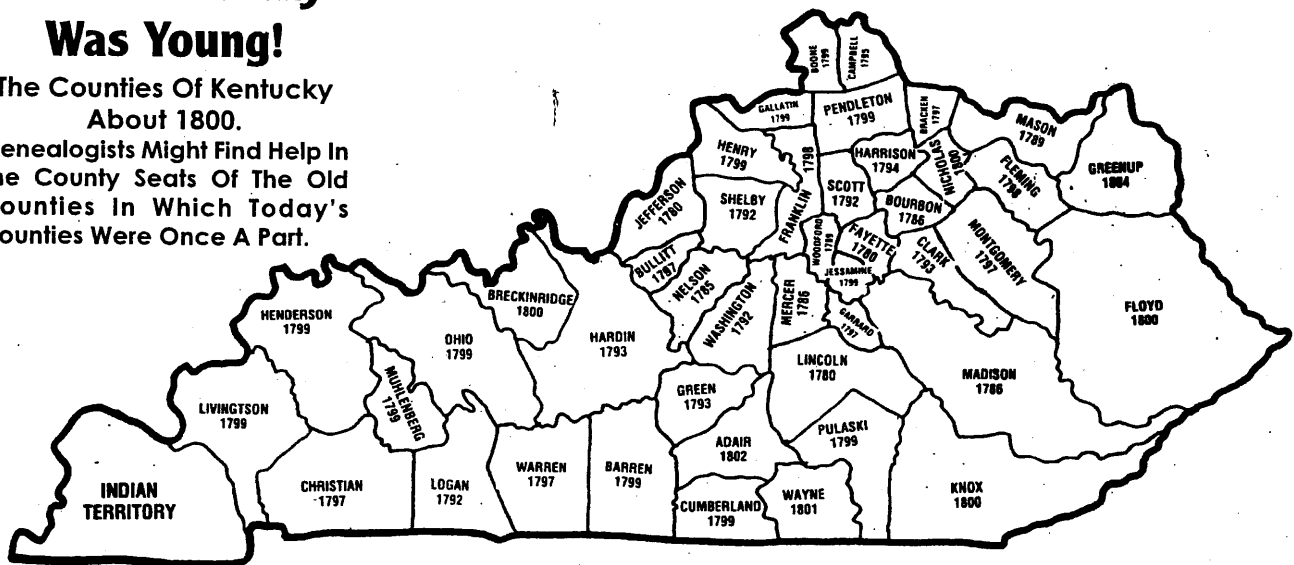 Was Young!
The Counties Of Kentucky
About 1800.
enealogists Might Find Help In
he County Seats Of The Old
ounties In Which Today's
ounties Were Once A Part.
BOONE
1799
CAMPBELL
1795
GALLATIN
1799
PENDLETON
1799
BRACKEN
1797
MASON
1789
GREENUP
1804
HENRY
1799
FRANKLIN 1798
HARRISON
1794
NICHOLAS
1800
FLEMING
1798
JEFFERSON
1780
SHELBY
1792
SCOTT
1792
BOURBON
1786
MONTGOMERY
1797
WOODFORD
1789
FAYETTE
1780
CLARK
1793
BULLITT
1797
NELSON
1785
JESSAMINE
1799
WASHINGTON
1792
MERCER
1786
GARRARD
1797
FLOYD
1800
BRECKINRIDGE
1800
HENDERSON
1799
OHIO
1799
HARDIN
1793
LINCOLN
1780
MADISON
1786
MUHLENBERG
1799
GREEN
1793
LIVINGTSON
1799
PULASKI
1799
ADAIR
1802
CHRISTIAN
1797
LOGAN
1792
WARREN
1797
BARREN
1799
INDIAN
TERRITORY
CUMBERLAND
1799
WAYNE
1801
KNOX
1800